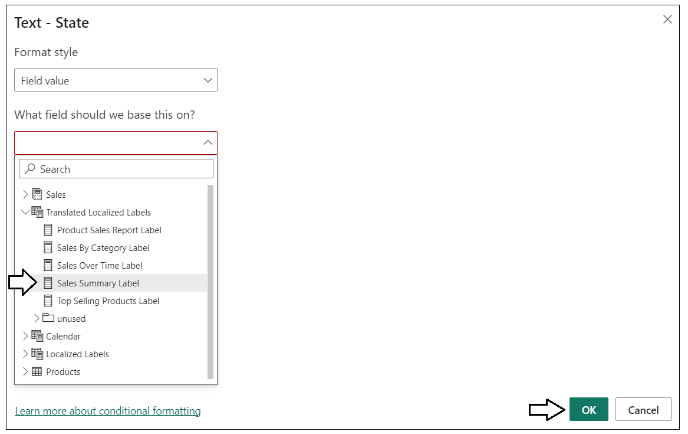 Text - State
Format style
Field value
What field should we base this on?
Search
Sales
Translated Localized Labels
Product Sales Report Label
Sales By Category Label
Sales Over Time Label
Sales Summary Label
Top Selling Products Label
unused
Calendar
Localized Labels
Products
Learn more about conditional formatting
OK
Cancel